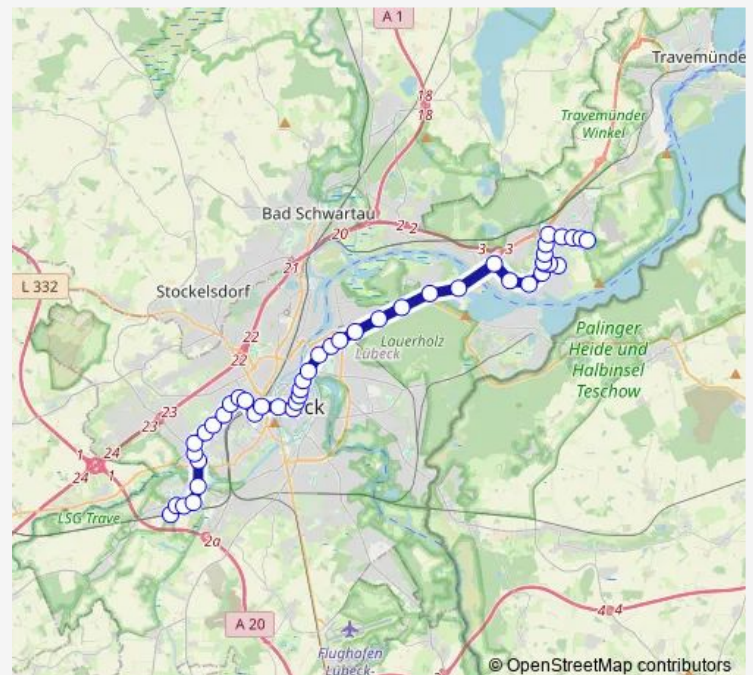 A 1
Travemünde
18
18
Travemünder
Winkel
Bad Schwartau
2 2
20
3 3
21
L 332
Stockelsdorf
22
22
Palinger
Heide und
Halbinsel
Teschow
Lauerholz
Lübeck
ck
23
23
24
1
1
24
LSG Trave
2a
4 4
A 20
Flughafen
Lübeck-
© OpenStreetMap contributors